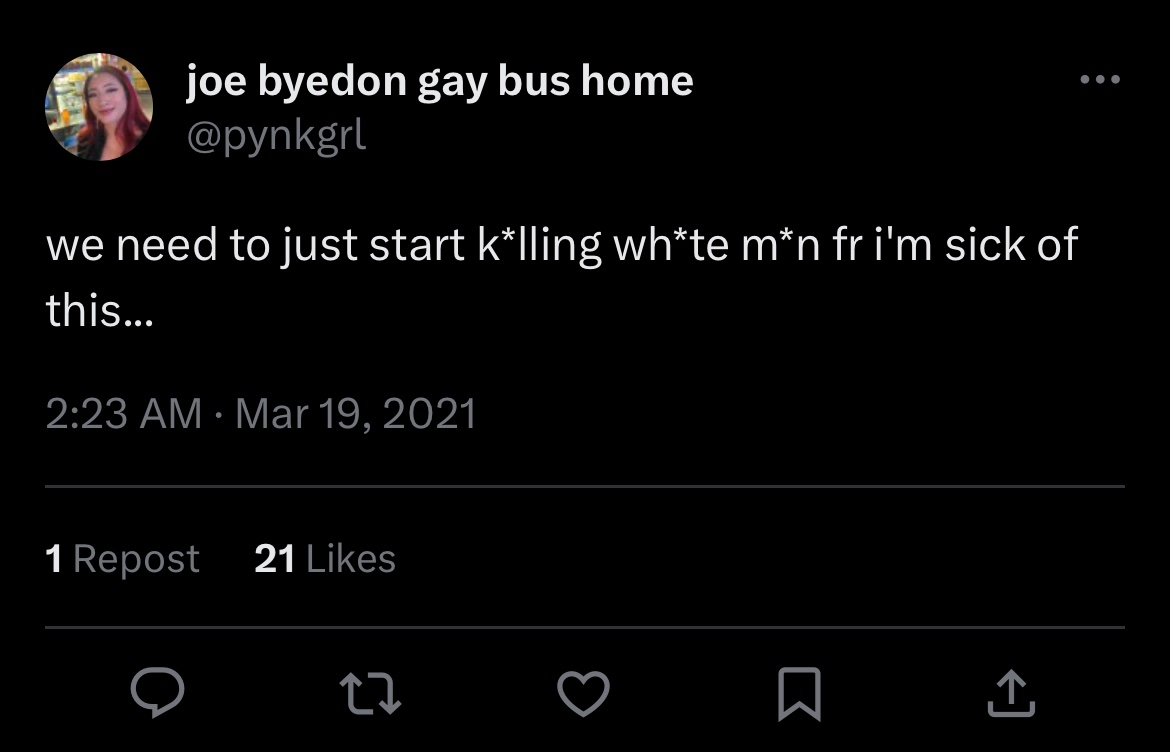 joe byedon gay bus home
@pynkgrl
we need to just start k*lling wh*te m*n fr i'm sick of
this...
2:23 AM · Mar 19, 2021
1 Repost 21 Likes